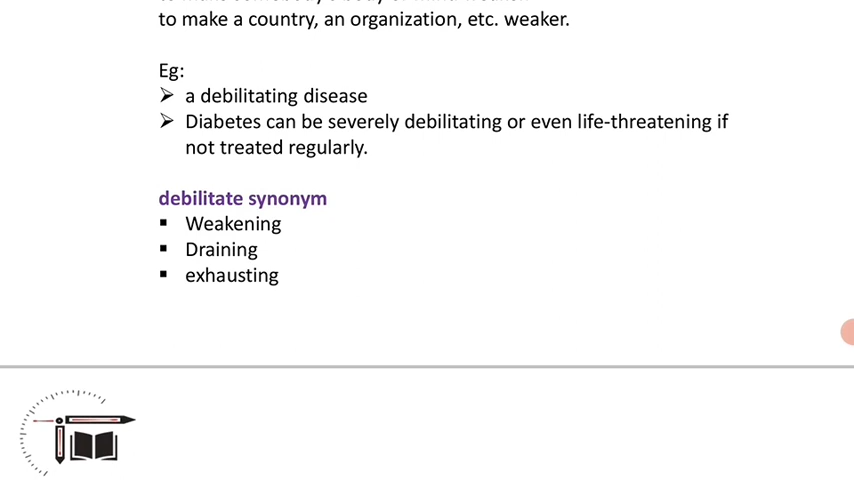 to make a country, an organization, etc. weaker.
Eg:
➢ a debilitating disease
➢ Diabetes can be severely debilitating or even life-threatening if
not treated regularly.
debilitate synonym
▪ Weakening
▪ Draining
▪ exhausting